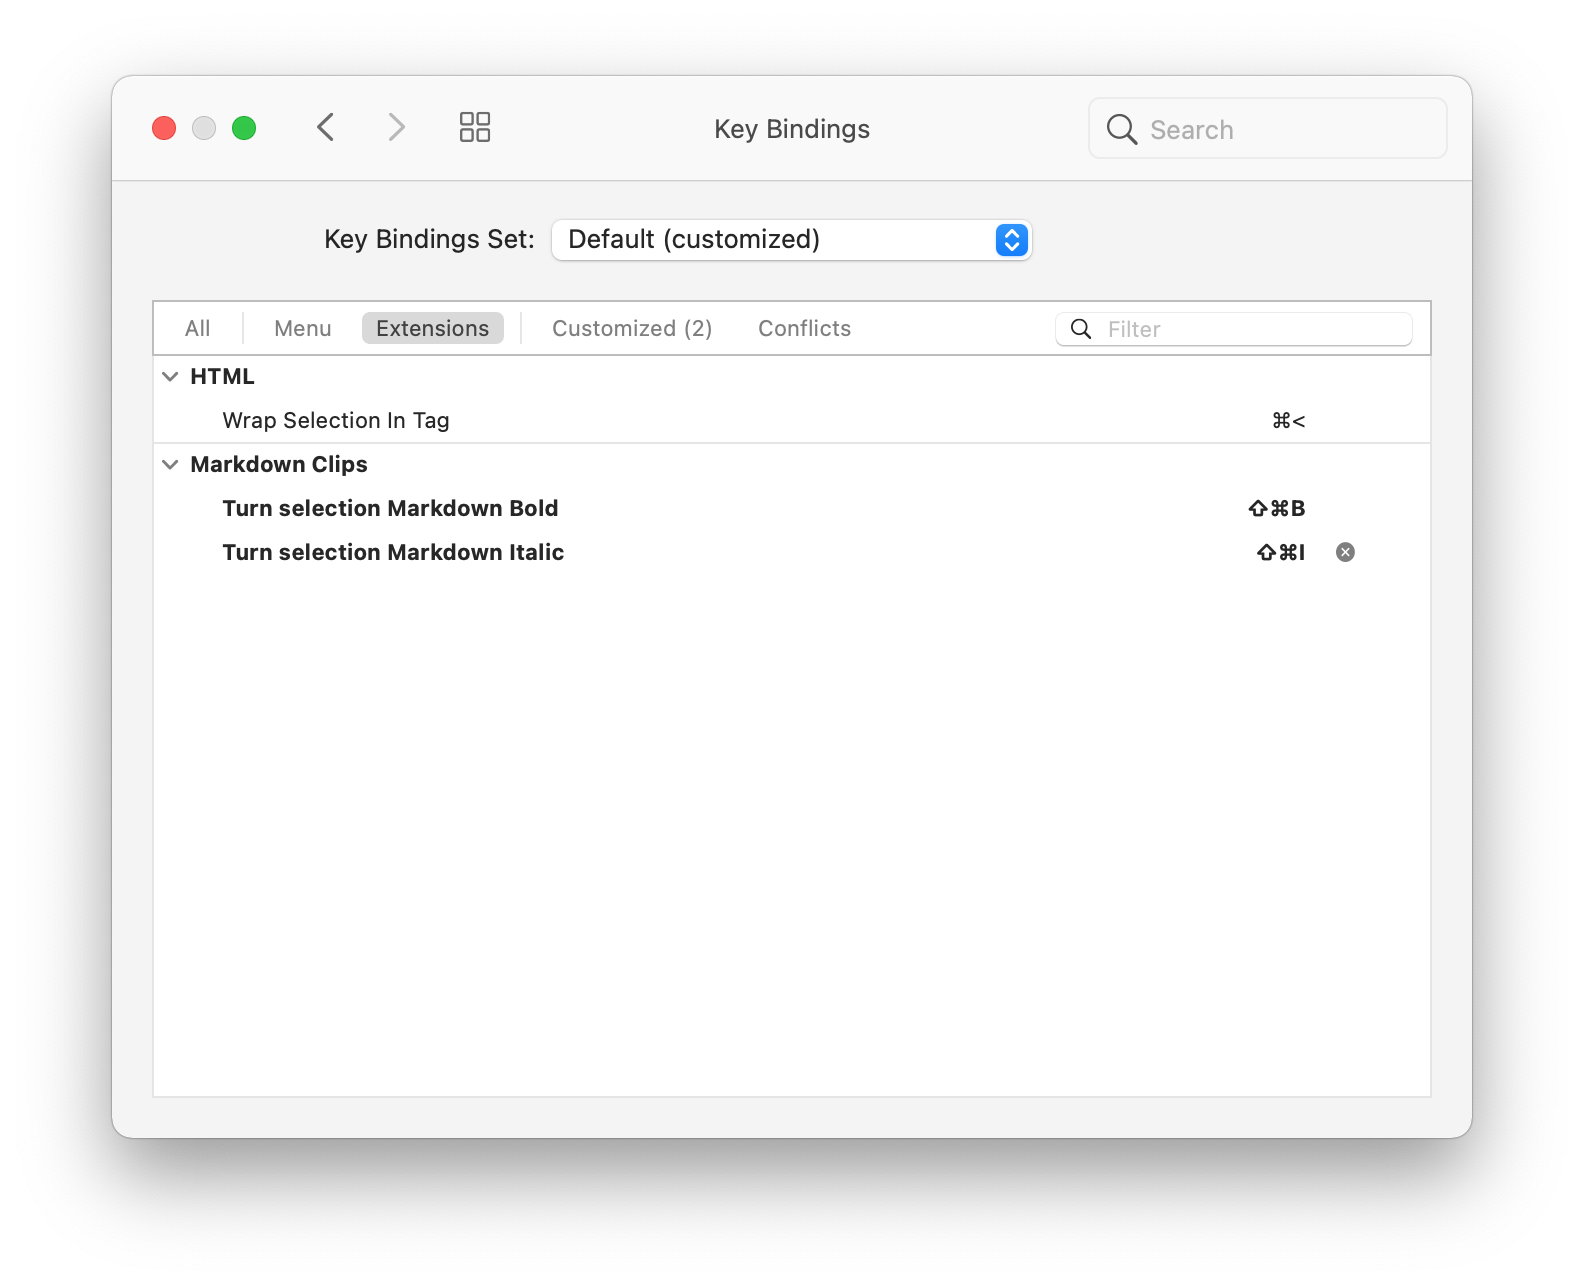 Key Bindings
Search
Key Bindings Set: Default (customized)
All Menu Extensions Customized (2) Conflicts Filter
HTML
Wrap Selection In Tag ⌘<
Markdown Clips
Turn selection Markdown Bold ⇧⌘B
Turn selection Markdown Italic ⇧⌘I